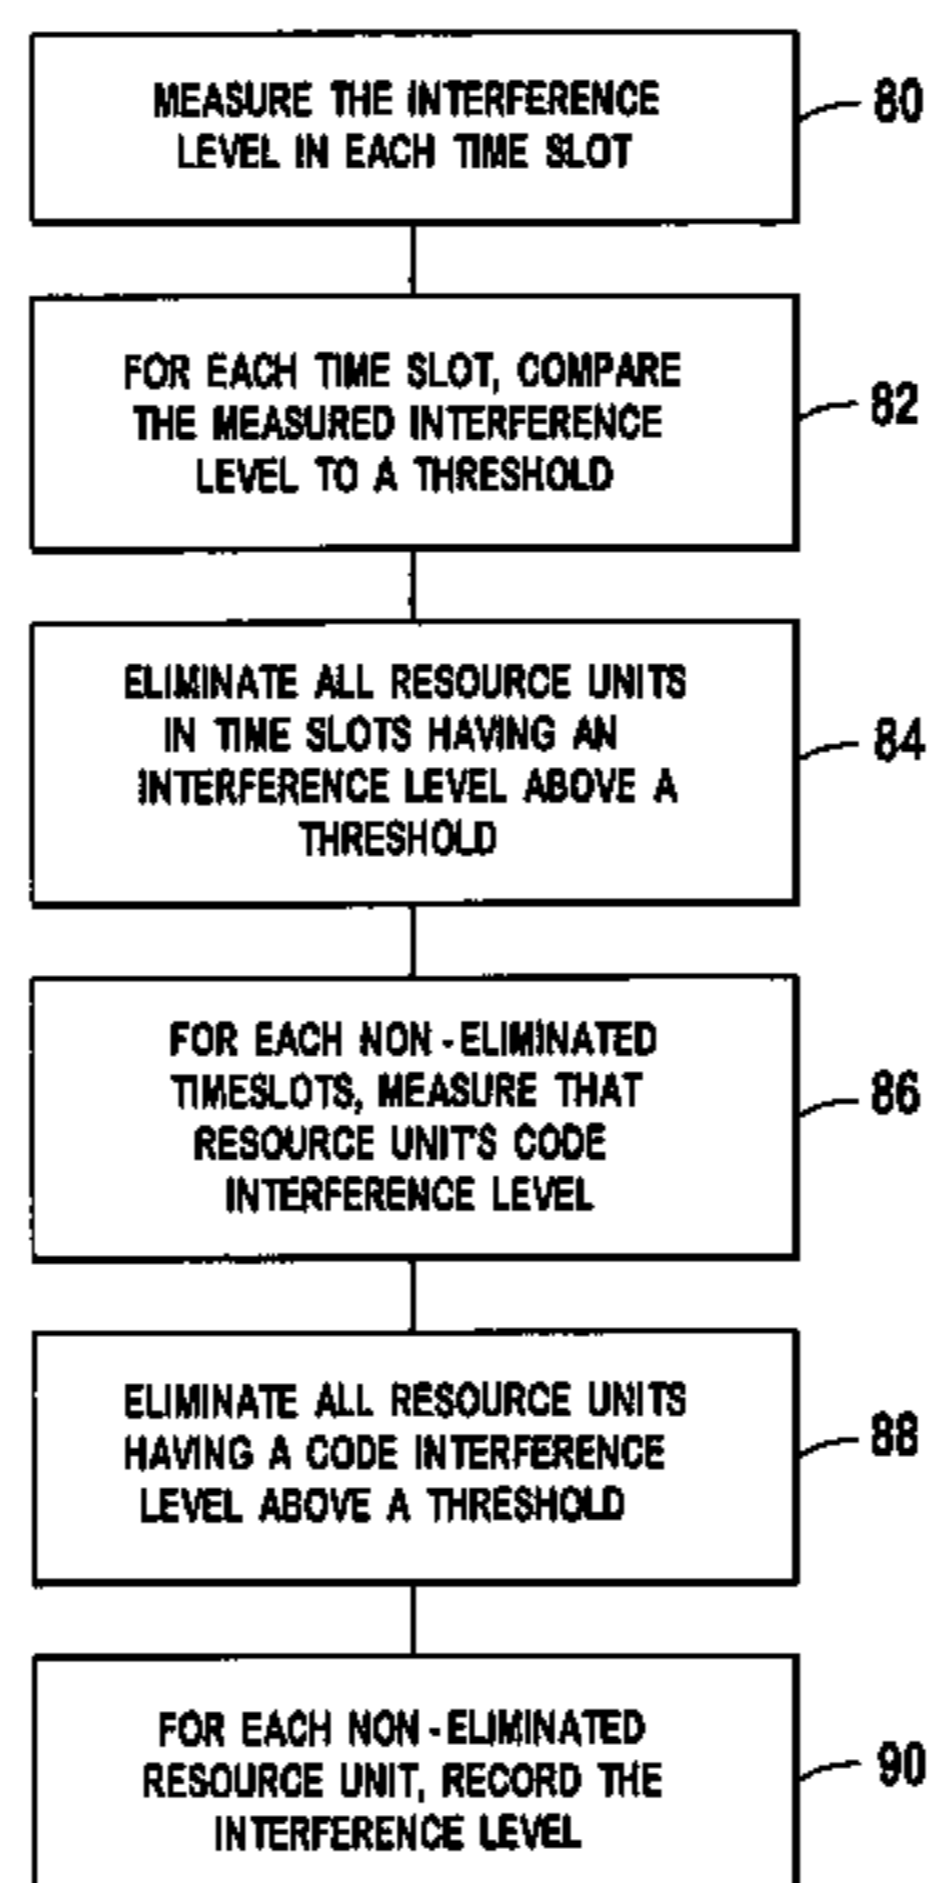 MEASURE THE INTERFERENCE
LEVEL IN EACH TIME SLOT
80
FOR EACH TIME SLOT, COMPARE
THE MEASURED INTERFERENCE
LEVEL TO A THRESHOLD
82
ELIMINATE ALL RESOURCE UNITS
IN TIME SLOTS HAVING AN
INTERFERENCE LEVEL ABOVE A
THRESHOLD
84
FOR EACH NON-ELIMINATED
TIMESLOTS, MEASURE THAT
RESOURCE UNIT'S CODE
INTERFERENCE LEVEL
86
ELIMINATE ALL RESOURCE UNITS
HAVING A CODE INTERFERENCE
LEVEL ABOVE A THRESHOLD
88
FOR EACH NON-ELIMINATED
RESOURCE UNIT, RECORD THE
INTERFERENCE LEVEL
90